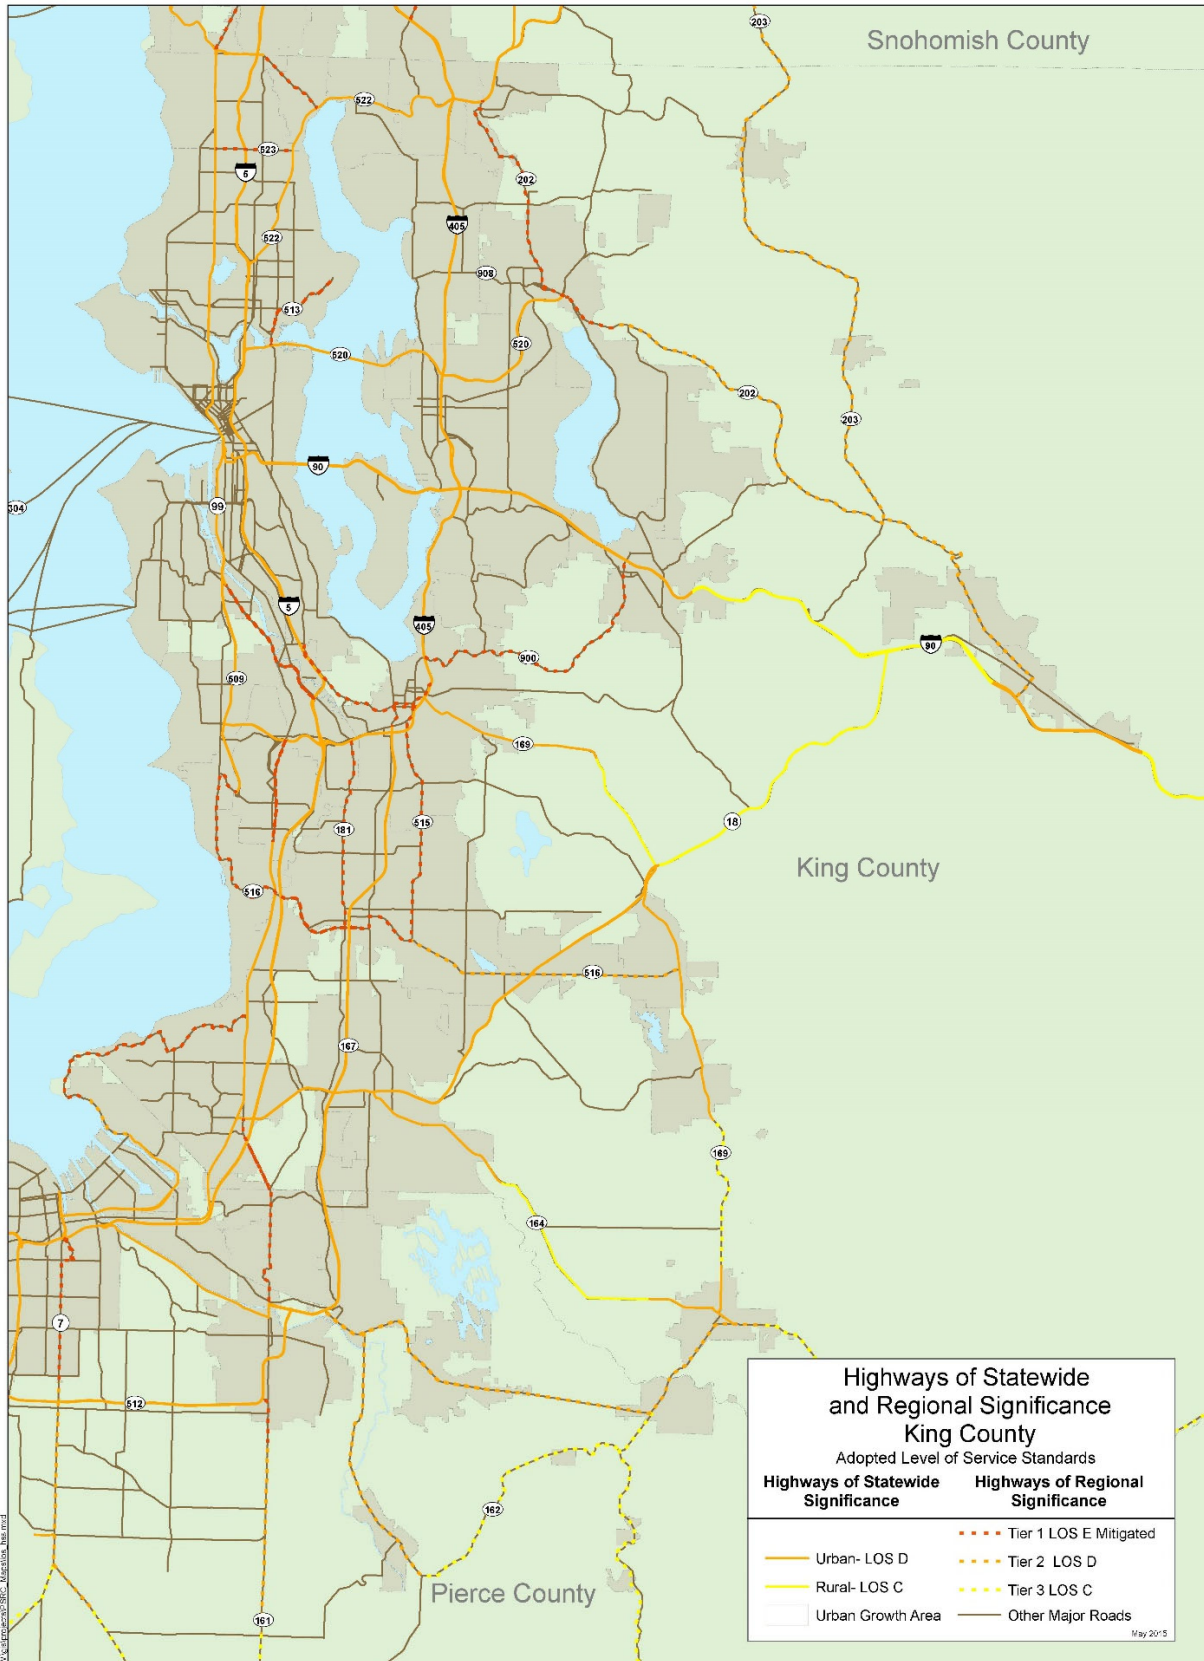 203
Snohomish County
522
523
5
202
405
522
908
513
520
520
202
203
90
304
99
5
405
900
90
509
169
18
181
515
King County
516
516
167
169
164
7
512
162
Pierce County
161
Highways of Statewide
and Regional Significance
King County
Adopted Level of Service Standards
Highways of Statewide
Significance
Highways of Regional
Significance
Tier 1 LOS E Mitigated
Urban- LOS D
Tier 2 LOS D
Rural- LOS C
Tier 3 LOS C
Urban Growth Area
Other Major Roads
May 2015